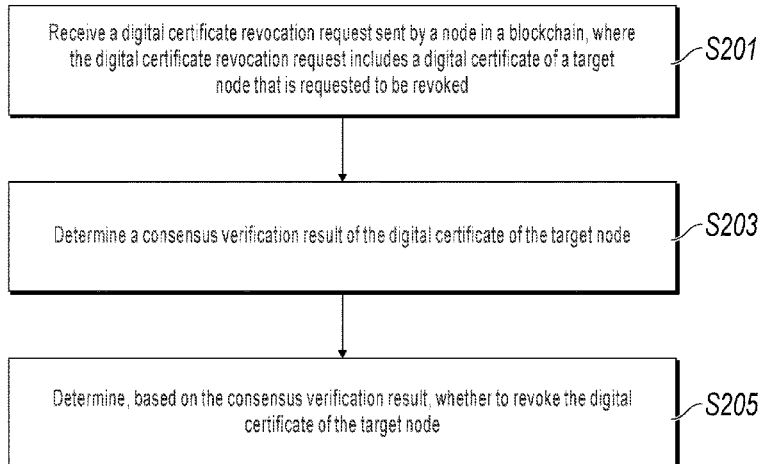 Receive a digital certificate revocation request sent by a node in a blockchain, where
the digital certificate revocation request includes a digital certificate of a target
node that is requested to be revoked
S201
Determine a consensus verification result of the digital certificate of the target node
S203
Determine, based on the consensus verification result, whether to revoke the digital
certificate of the target node
S205